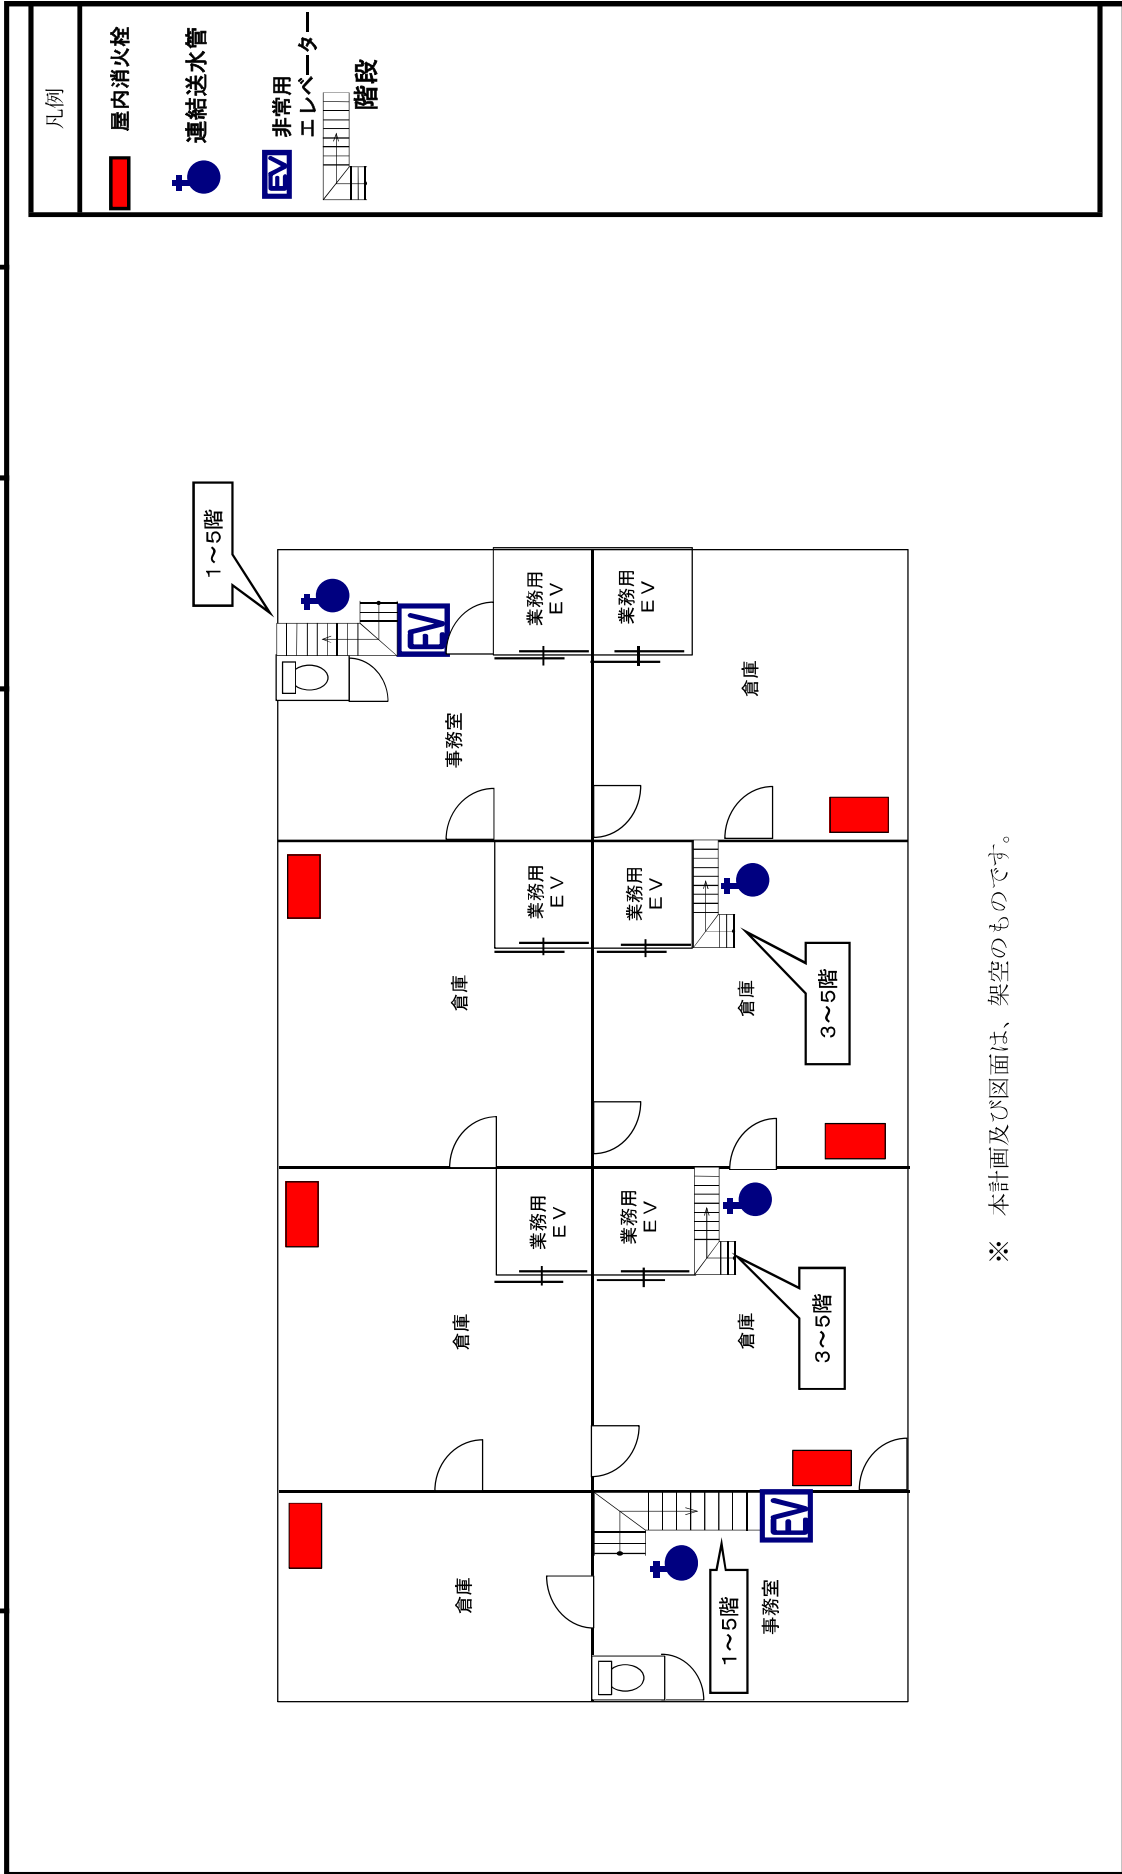 凡例
屋内消火栓
連結送水管
EV
非常用
エレベーター
階段
1～5階
業務用
EV
業務用
EV
EV
事務室
倉庫
業務用
EV
業務用
EV
倉庫
倉庫
3～5階
業務用
EV
業務用
EV
倉庫
倉庫
3～5階
倉庫
EV
1～5階
事務室
※　本計画及び図面は、架空のものです。